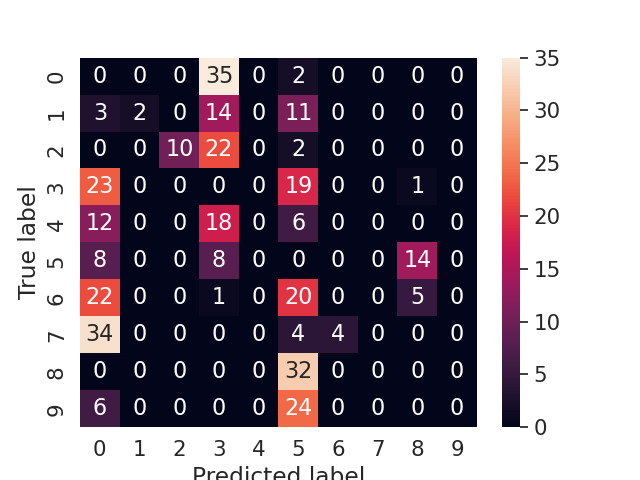 0 0 0 0 35 0 2 0 0 0 0 35
1 3 2 0 14 0 11 0 0 0 0 30
2 0 0 10 22 0 2 0 0 0 0 25
3 23 0 0 0 0 19 0 0 1 0 20
4 12 0 0 18 0 6 0 0 0 0
5 8 0 0 8 0 0 0 0 14 0 15
6 22 0 0 1 0 20 0 0 5 0 10
7 34 0 0 0 0 4 4 0 0 0
8 0 0 0 0 0 32 0 0 0 0 5
9 6 0 0 0 0 24 0 0 0 0 0
0 1 2 3 4 5 6 7 8 9
True label
Predicted label